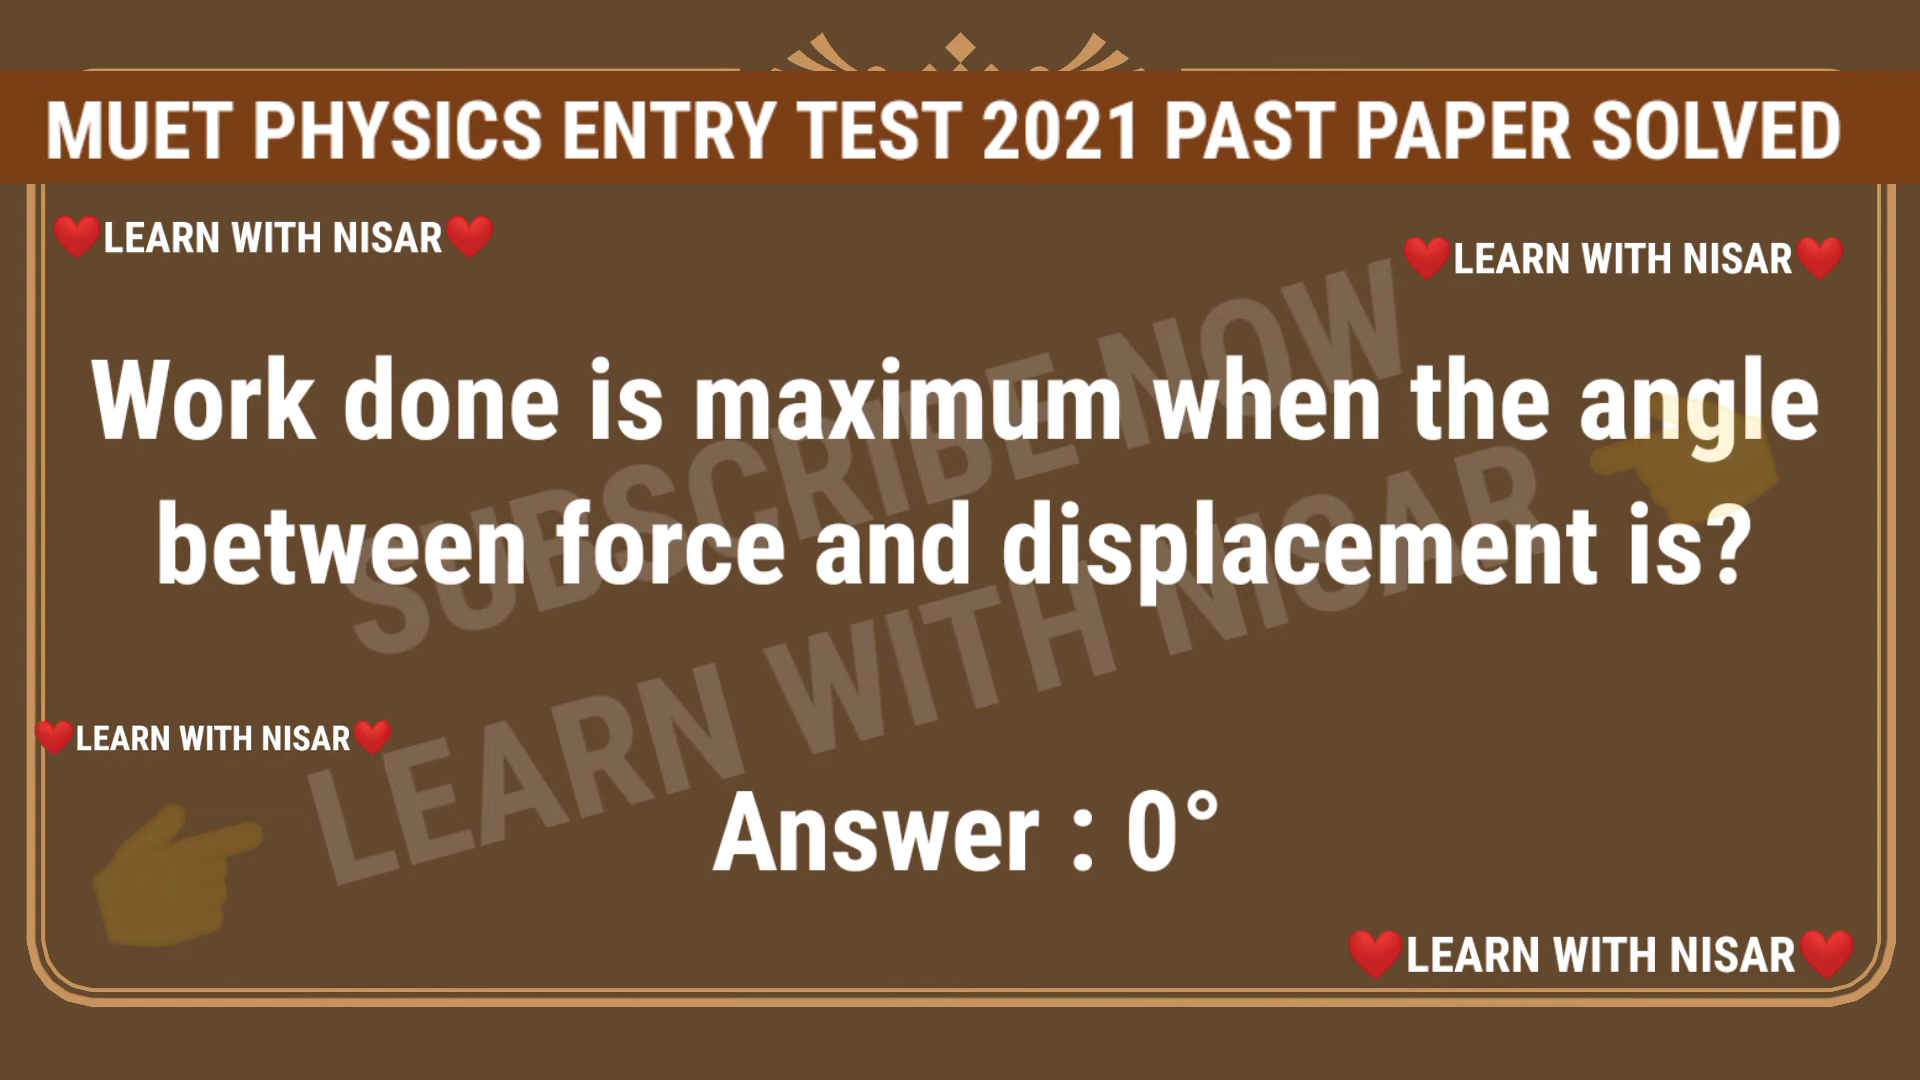 MUET PHYSICS ENTRY TEST 2021 PAST PAPER SOLVED
❤️LEARN WITH NISAR❤️
❤️LEARN WITH NISAR❤️
Work done is maximum when the angle
between force and displacement is?
SUBSCRIBE NOW
LEARN WITH NISAR
❤️LEARN WITH NISAR❤️
Answer : 0°
❤️LEARN WITH NISAR❤️